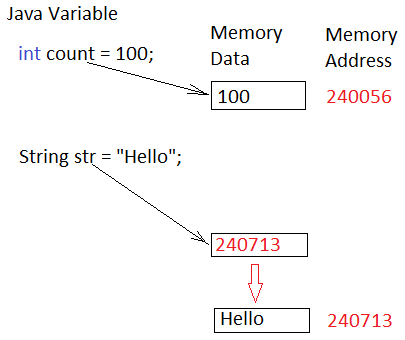 Java Variable
Memory Data
Memory Address
int count = 100;
100
240056
String str = "Hello";
240713
Hello
240713